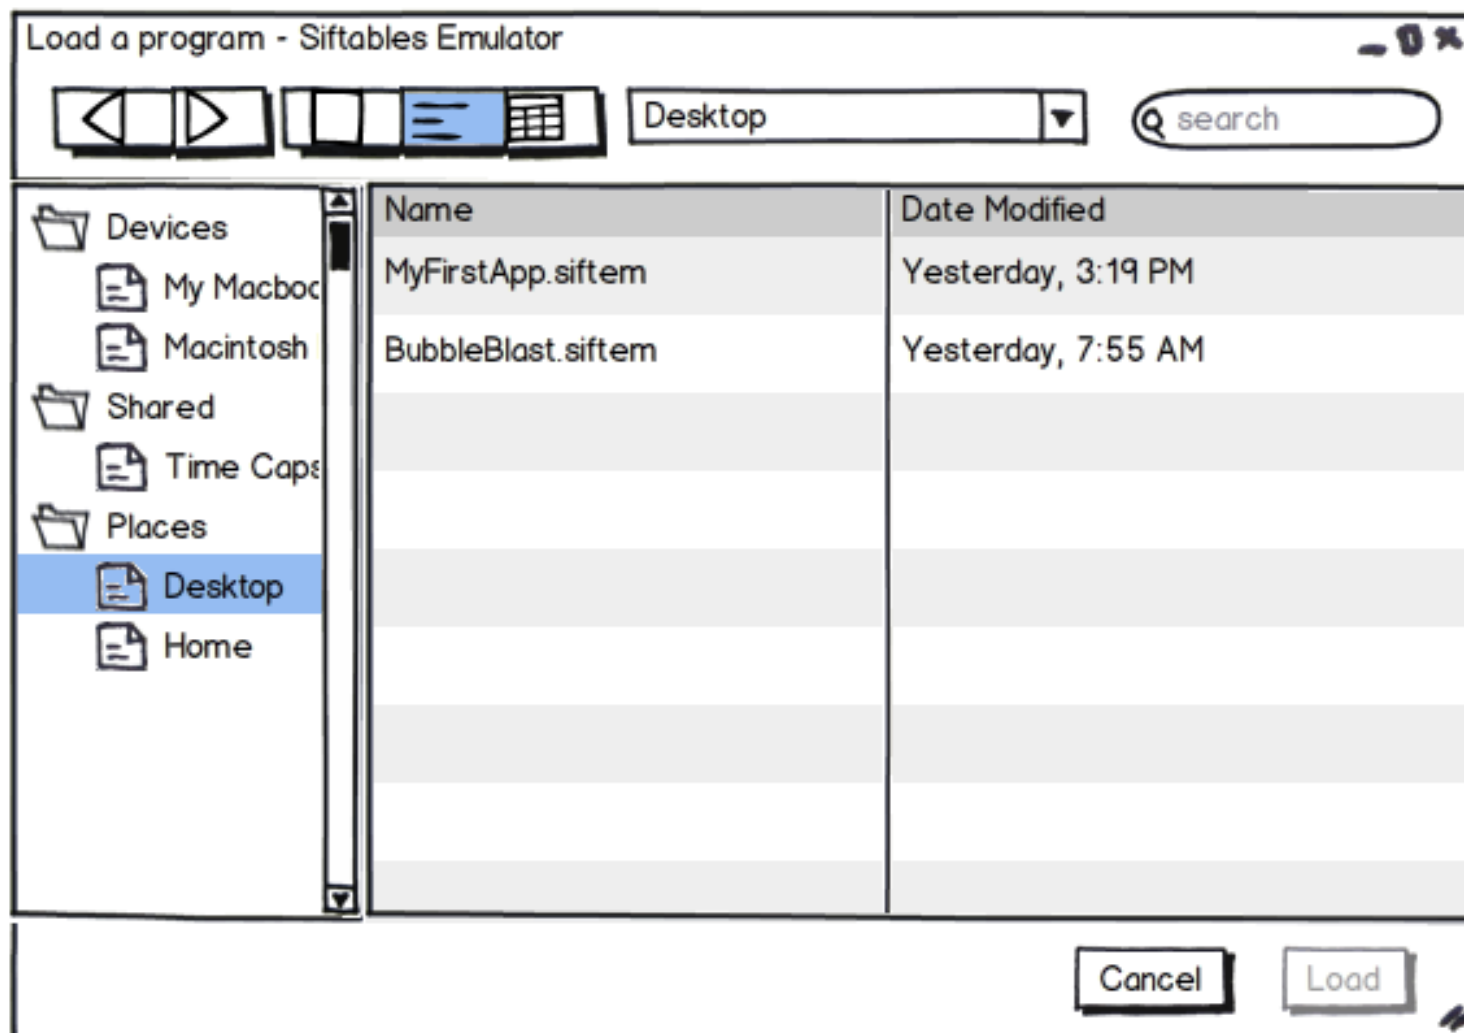 Load a program - Siftables Emulator
Desktop
search
Devices
My Macboo
Macintosh
Shared
Time Caps
Places
Desktop
Home
Name
Date Modified
MyFirstApp.siftem
Yesterday, 3:19 PM
BubbleBlast.siftem
Yesterday, 7:55 AM
Cancel
Load